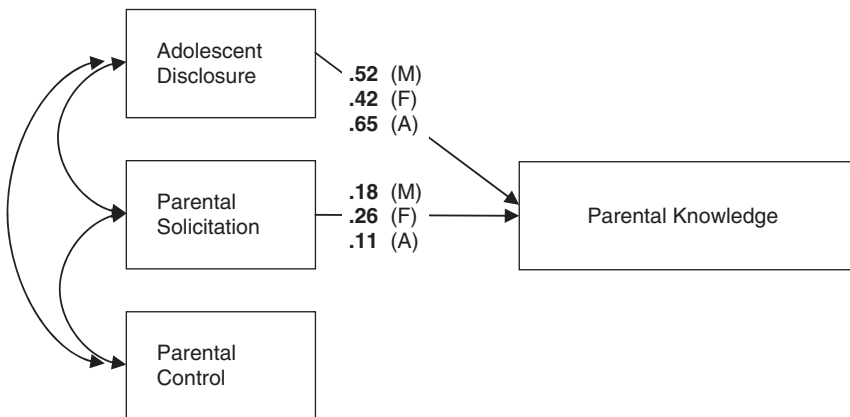 Adolescent
Disclosure
.52 (M)
.42 (F)
.65 (A)
Parental
Solicitation
.18 (M)
.26 (F)
.11 (A)
Parental Knowledge
Parental
Control